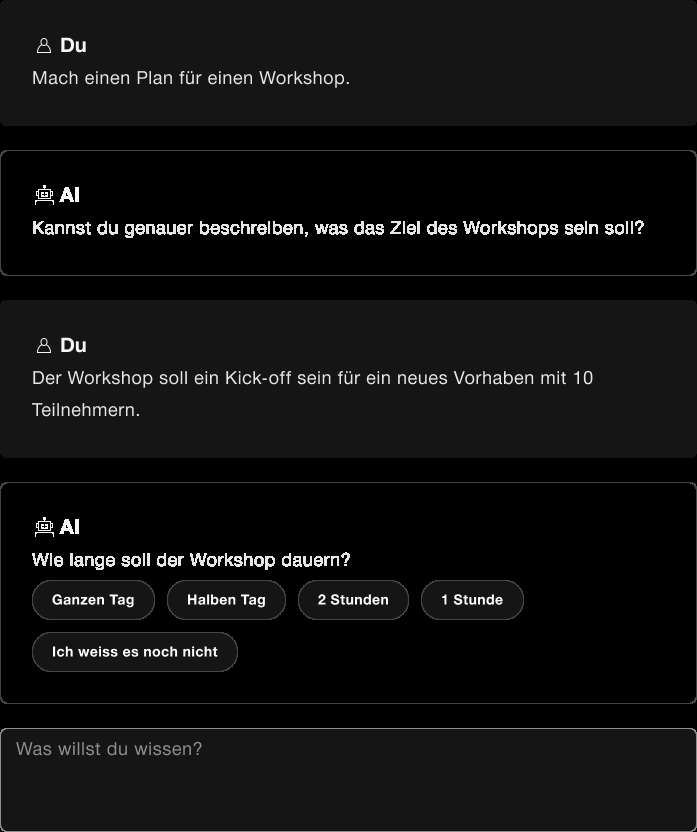 Du
Mach einen Plan für einen Workshop.
AI
Kannst du genauer beschreiben, was das Ziel des Workshops sein soll?
Du
Der Workshop soll ein Kick-off sein für ein neues Vorhaben mit 10
Teilnehmern.
AI
Wie lange soll der Workshop dauern?
Ganzen Tag Halben Tag 2 Stunden 1 Stunde
Ich weiss es noch nicht
Was willst du wissen?